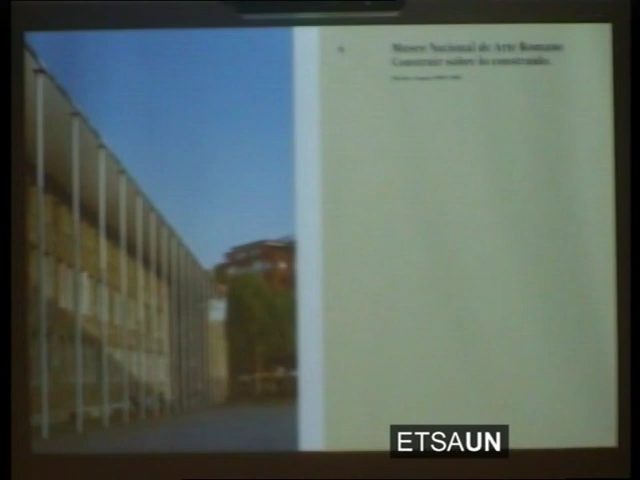 Museo Nacional de Arte Romano
Construir sobre lo construido.
ETSAUN